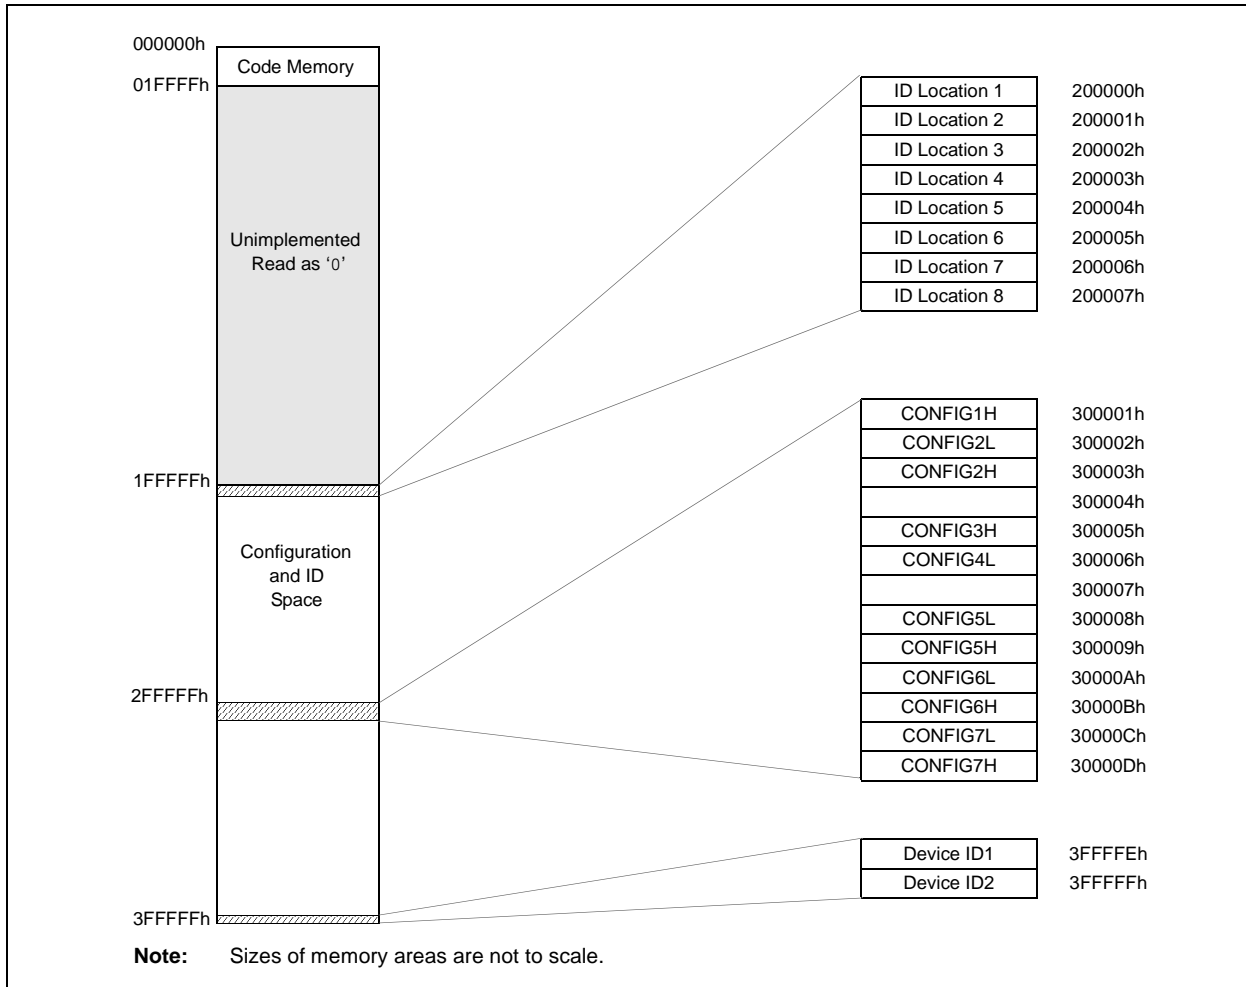 000000h
Code Memory
01FFFFh
Unimplemented
Read as ‘0’
1FFFFFh
Configuration
and ID
Space
2FFFFFh
3FFFFFh
ID Location 1 200000h
ID Location 2 200001h
ID Location 3 200002h
ID Location 4 200003h
ID Location 5 200004h
ID Location 6 200005h
ID Location 7 200006h
ID Location 8 200007h
CONFIG1H 300001h
CONFIG2L 300002h
CONFIG2H 300003h
300004h
CONFIG3H 300005h
CONFIG4L 300006h
300007h
CONFIG5L 300008h
CONFIG5H 300009h
CONFIG6L 30000Ah
CONFIG6H 30000Bh
CONFIG7L 30000Ch
CONFIG7H 30000Dh
Device ID1 3FFFFEh
Device ID2 3FFFFFh
Note: Sizes of memory areas are not to scale.